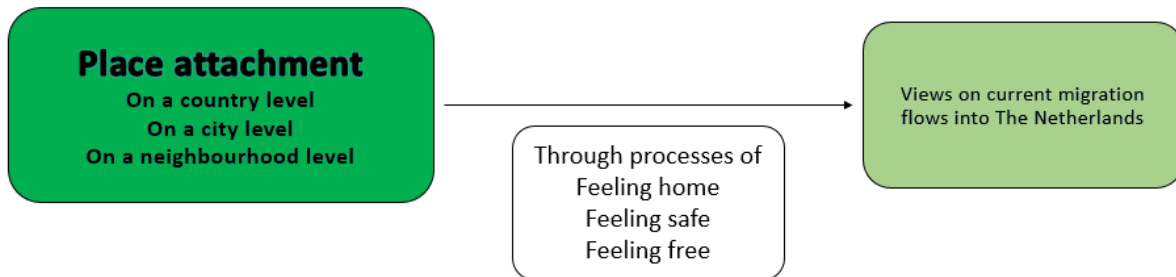 Place attachment
On a country level
On a city level
On a neighbourhood level
Through processes of
Feeling home
Feeling safe
Feeling free
Views on current migration
flows into The Netherlands